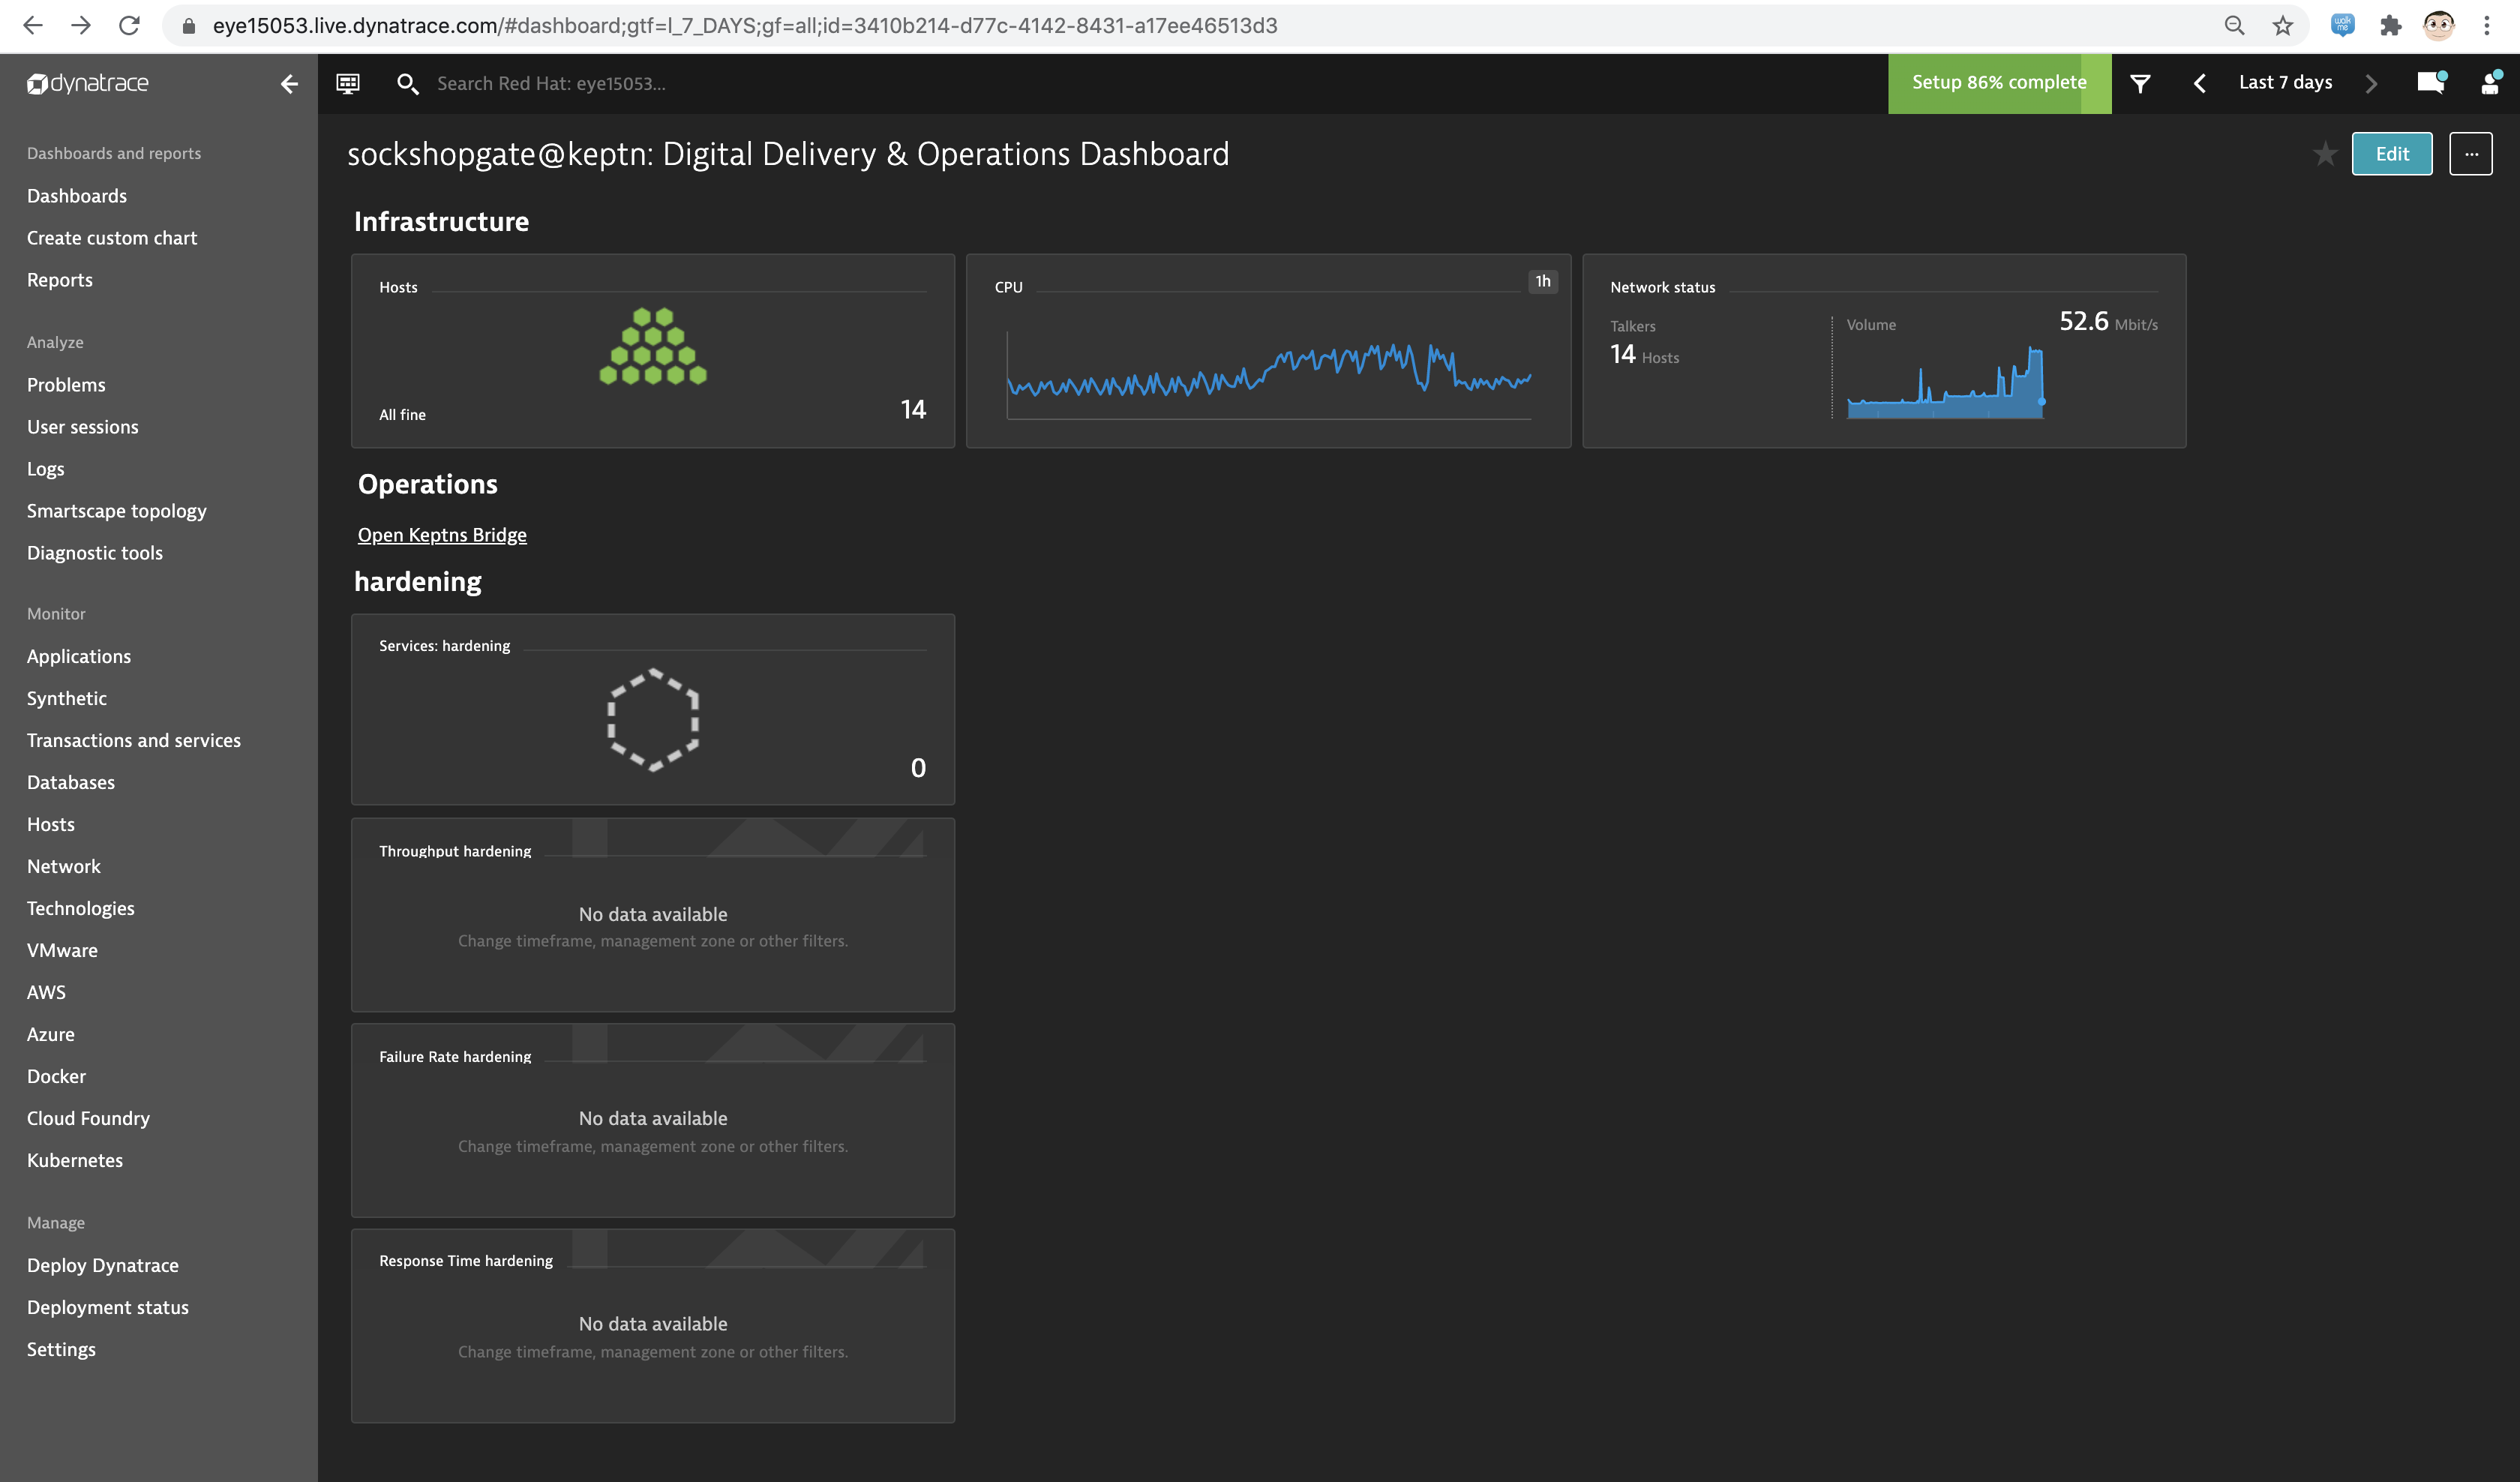 eye15053.live.dynatrace.com/#dashboard;gtf=l_7_DAYS;gf=all;id=3410b214-d77c-4142-8431-a17ee46513d3
walk me
dynatrace
Search Red Hat: eye15053...
Setup 86% complete
Last 7 days
Dashboards and reports
Dashboards
Create custom chart
Reports
Analyze
Problems
User sessions
Logs
Smartscape topology
Diagnostic tools
Monitor
Applications
Synthetic
Transactions and services
Databases
Hosts
Network
Technologies
VMware
AWS
Azure
Docker
Cloud Foundry
Kubernetes
Manage
Deploy Dynatrace
Deployment status
Settings
sockshopgate@keptn: Digital Delivery & Operations Dashboard
Edit
...
Infrastructure
Hosts
All fine
14
CPU
1h
Network status
Talkers
14 Hosts
Volume
52.6 Mbit/s
Operations
Open Keptns Bridge
hardening
Services: hardening
0
Throughput hardening
No data available
Change timeframe, management zone or other filters.
Failure Rate hardening
No data available
Change timeframe, management zone or other filters.
Response Time hardening
No data available
Change timeframe, management zone or other filters.